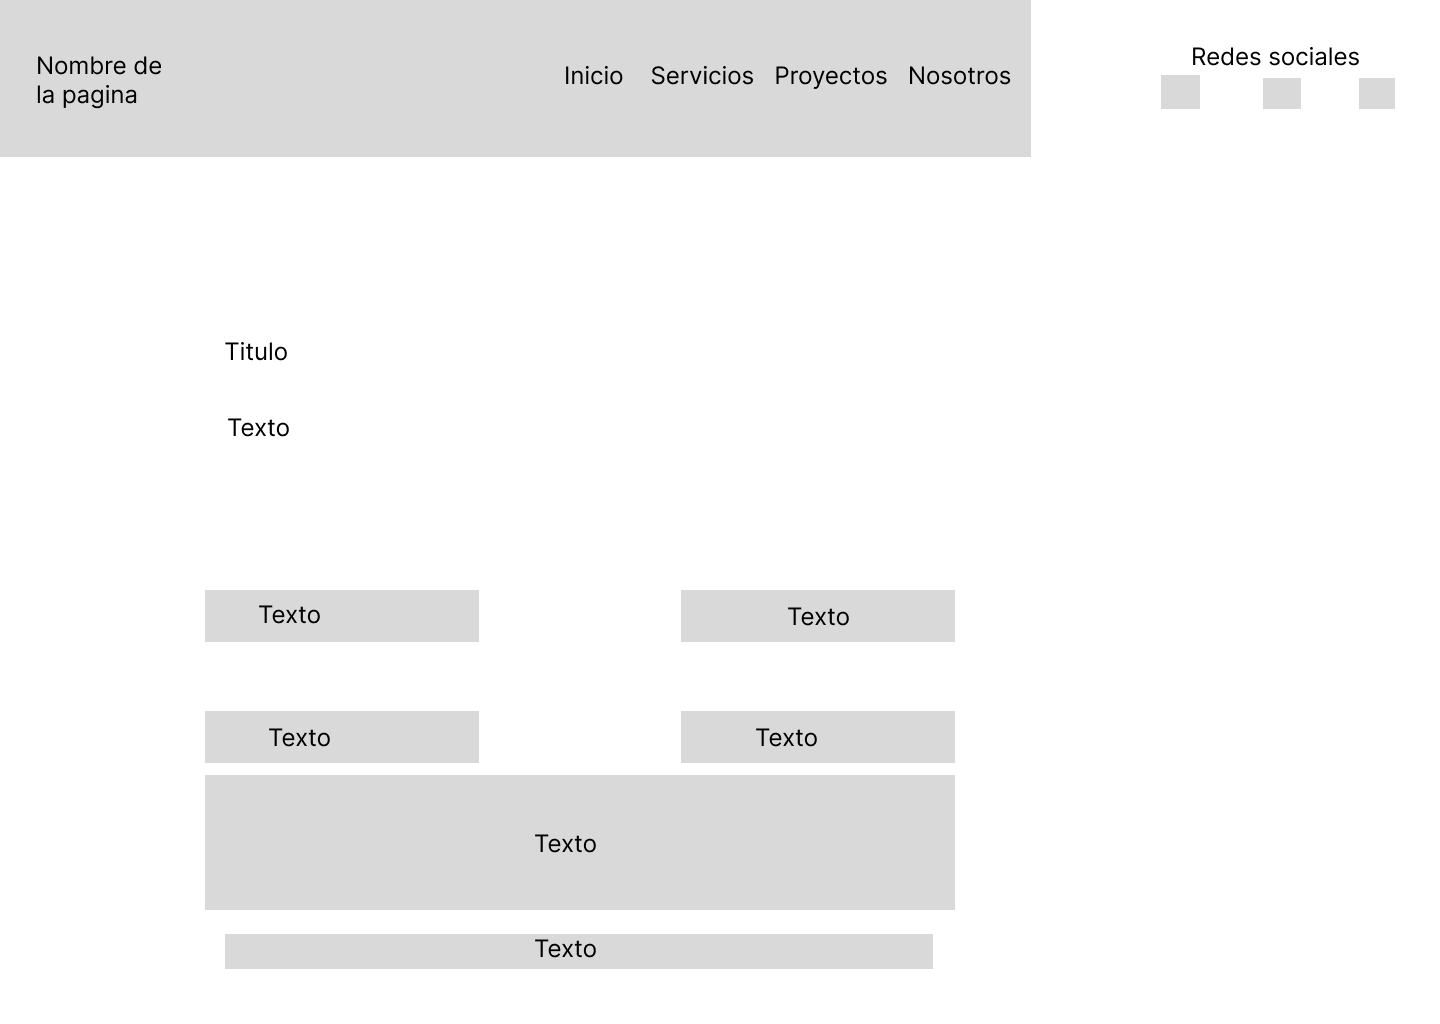 Nombre de
la pagina
Inicio
Servicios
Proyectos
Nosotros
Redes sociales
Titulo
Texto
Texto
Texto
Texto
Texto
Texto
Texto